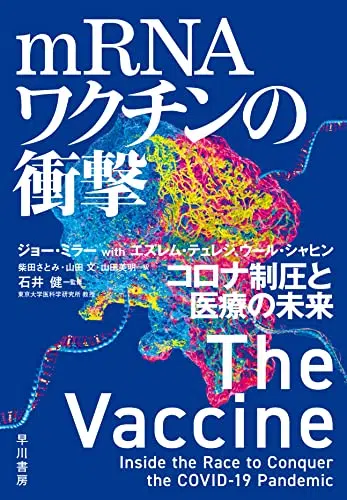 mRNA
ワクチンの
衝撃
ジョー・ミラー with エズレム・テュレジ、ウール・シャヒン
柴田さとみ・山田 文・山田美明 訳
石井 健 監修
東京大学医科学研究所 教授
コロナ制圧と
医療の未来
The
Vaccine
Inside the Race to Conquer
the COVID-19 Pandemic
早川書房